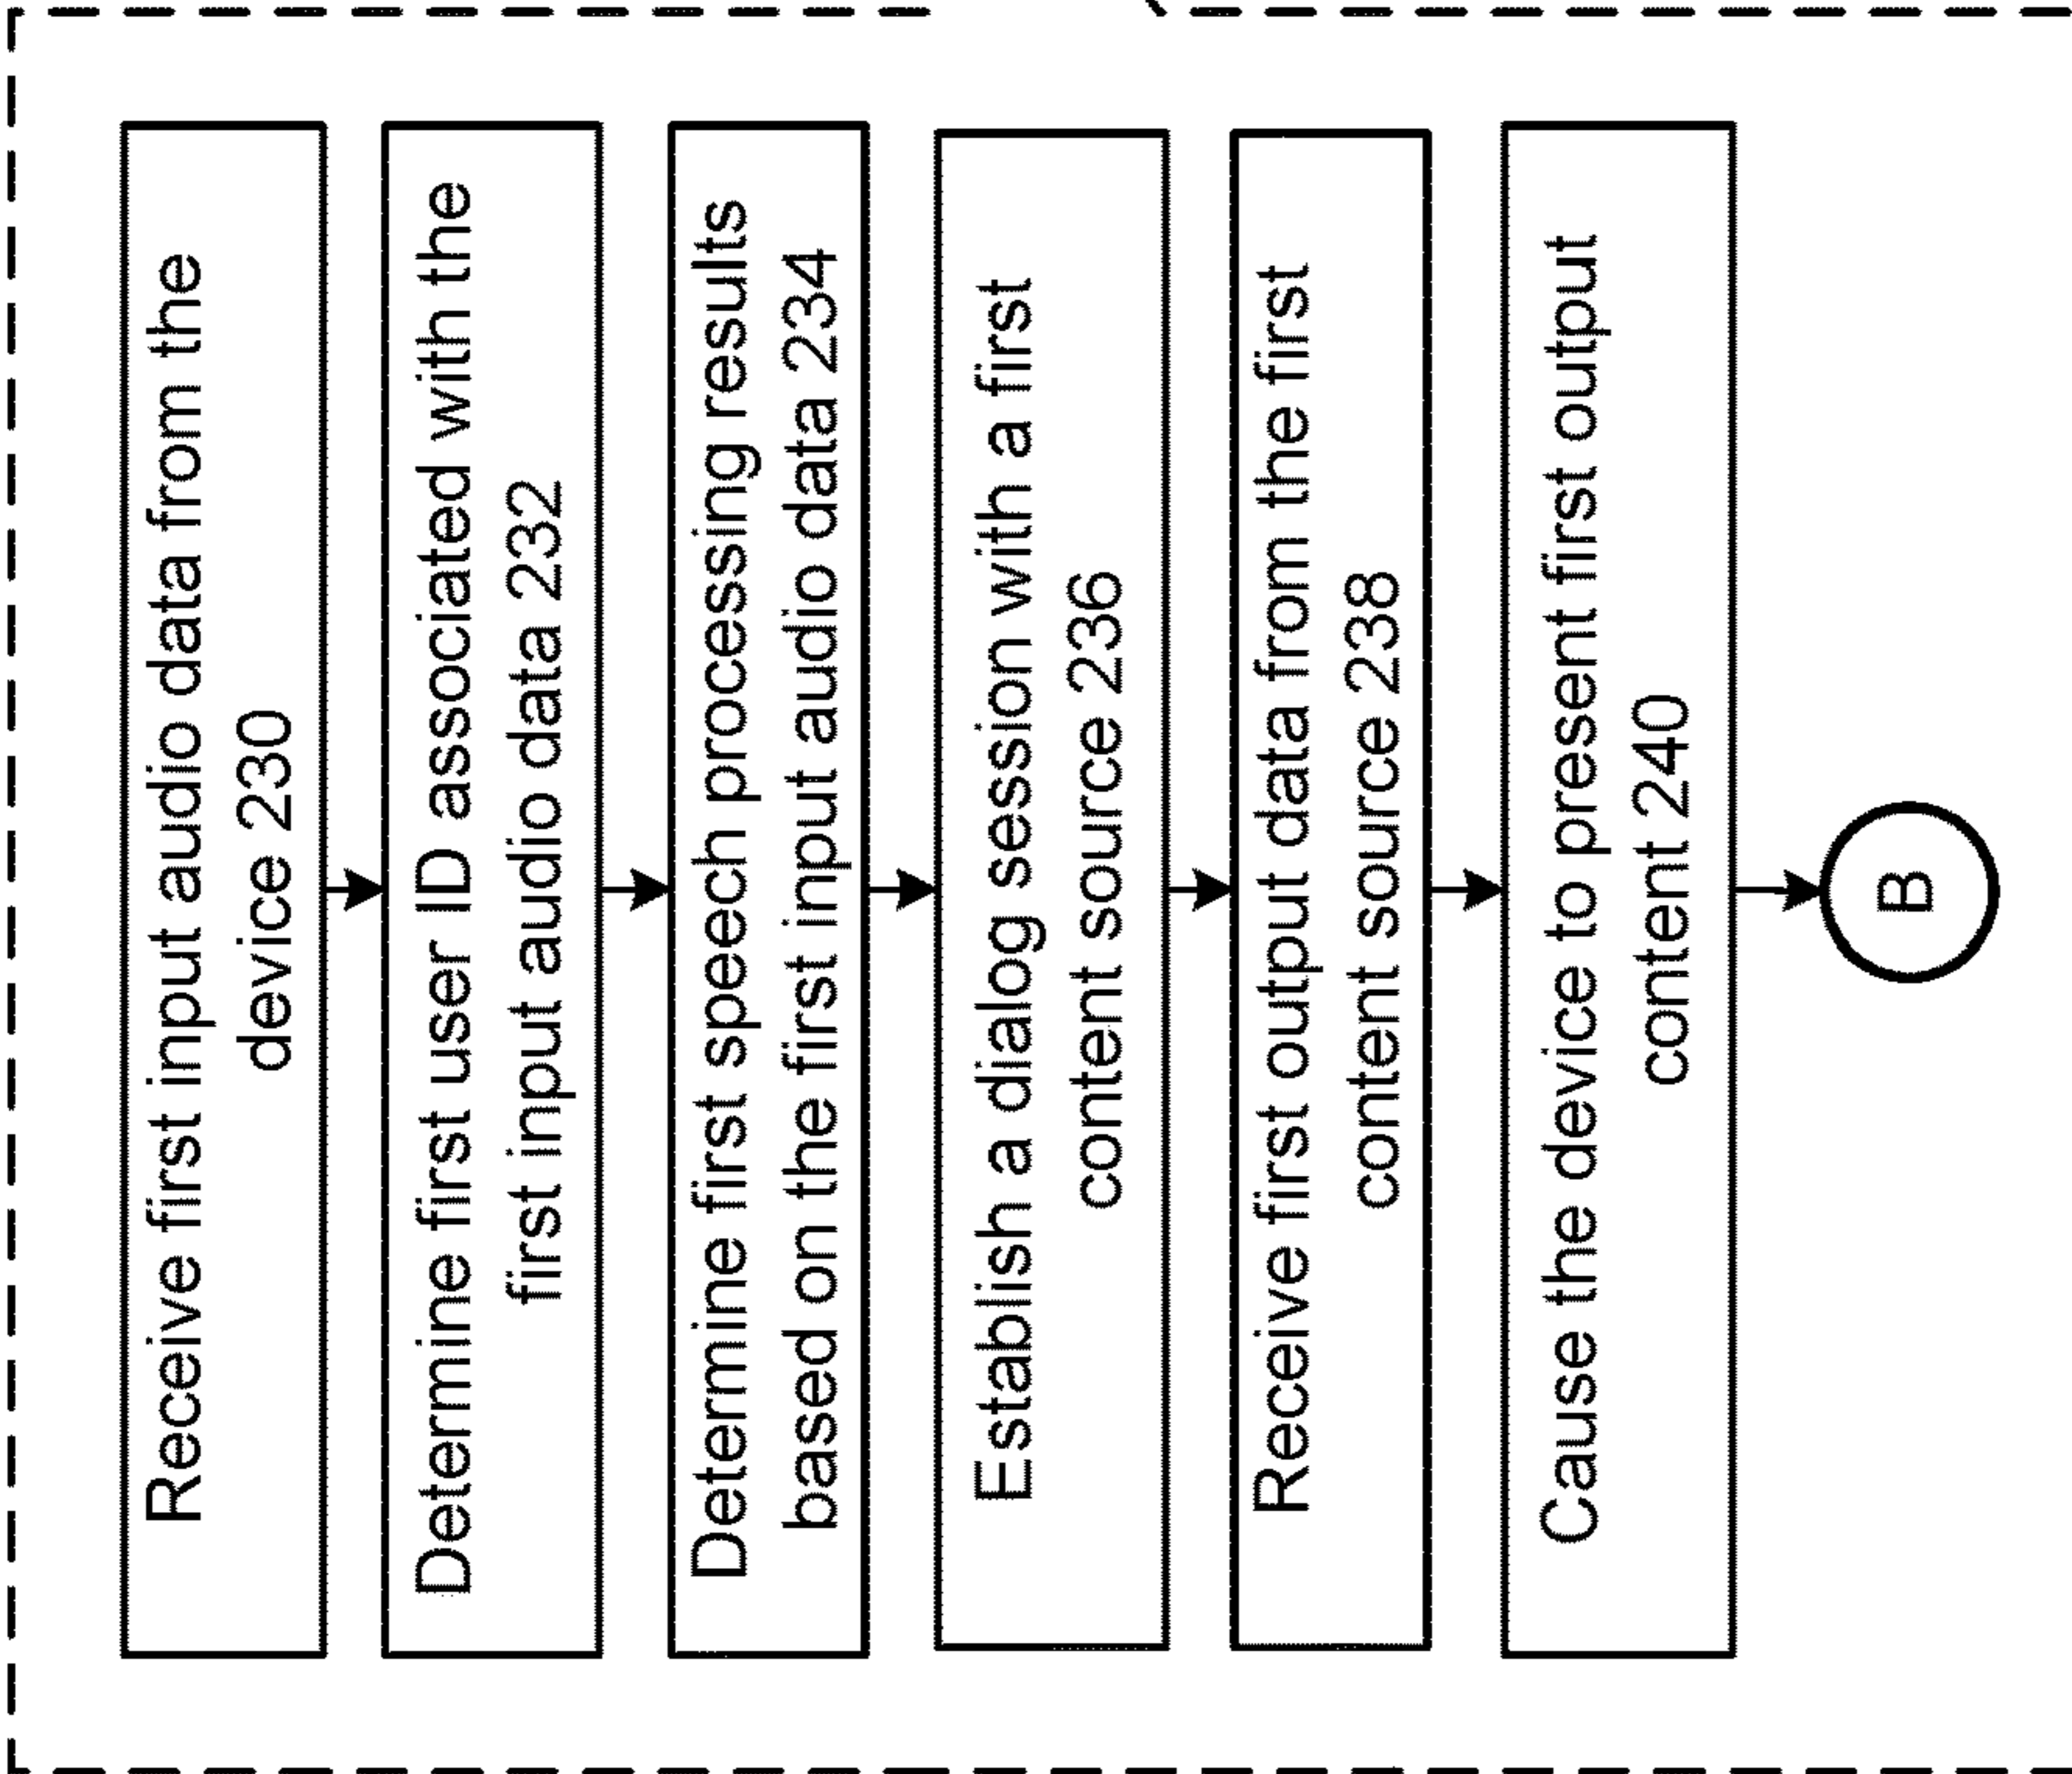 Receive first input audio data from the
device 230
Determine first user ID associated with the
first input audio data 232
Determine first speech processing results
based on the first input audio data 234
Establish a dialog session with a first
content source 236
Receive first output data from the first
content source 238
Cause the device to present first output
content 240
B